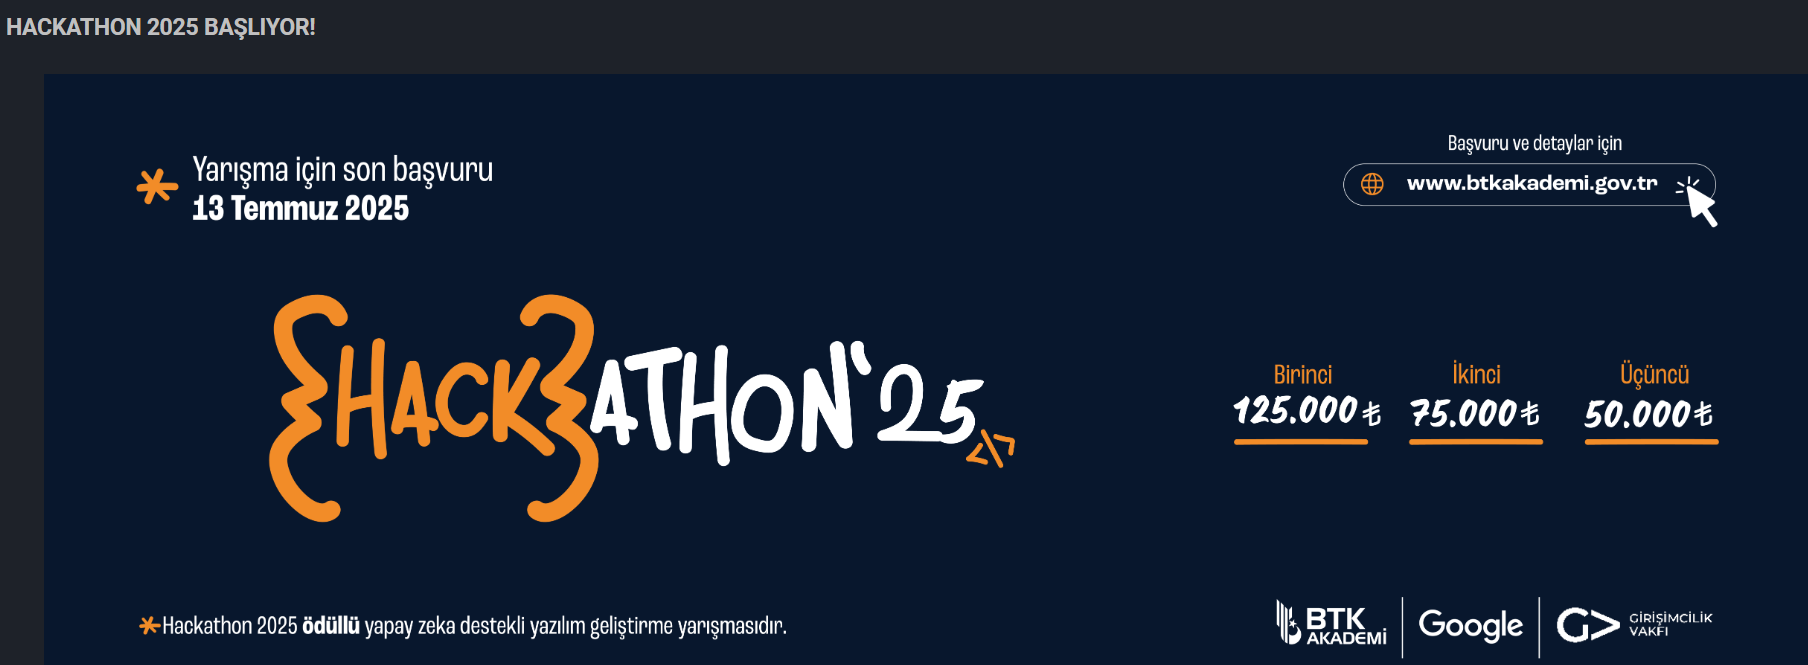 HACKATHON 2025 BAŞLIYOR!
Yarışma için son başvuru
13 Temmuz 2025
Başvuru ve detaylar için
www.btkakademi.gov.tr
HACKATHON'25
</>
Birinci
125.000 ₺
İkinci
75.000 ₺
Üçüncü
50.000 ₺
*Hackathon 2025 ödüllü yapay zeka destekli yazılım geliştirme yarışmasıdır.
BTK
AKADEMİ
Google
GİRİŞİMCİLİK
VAKFI